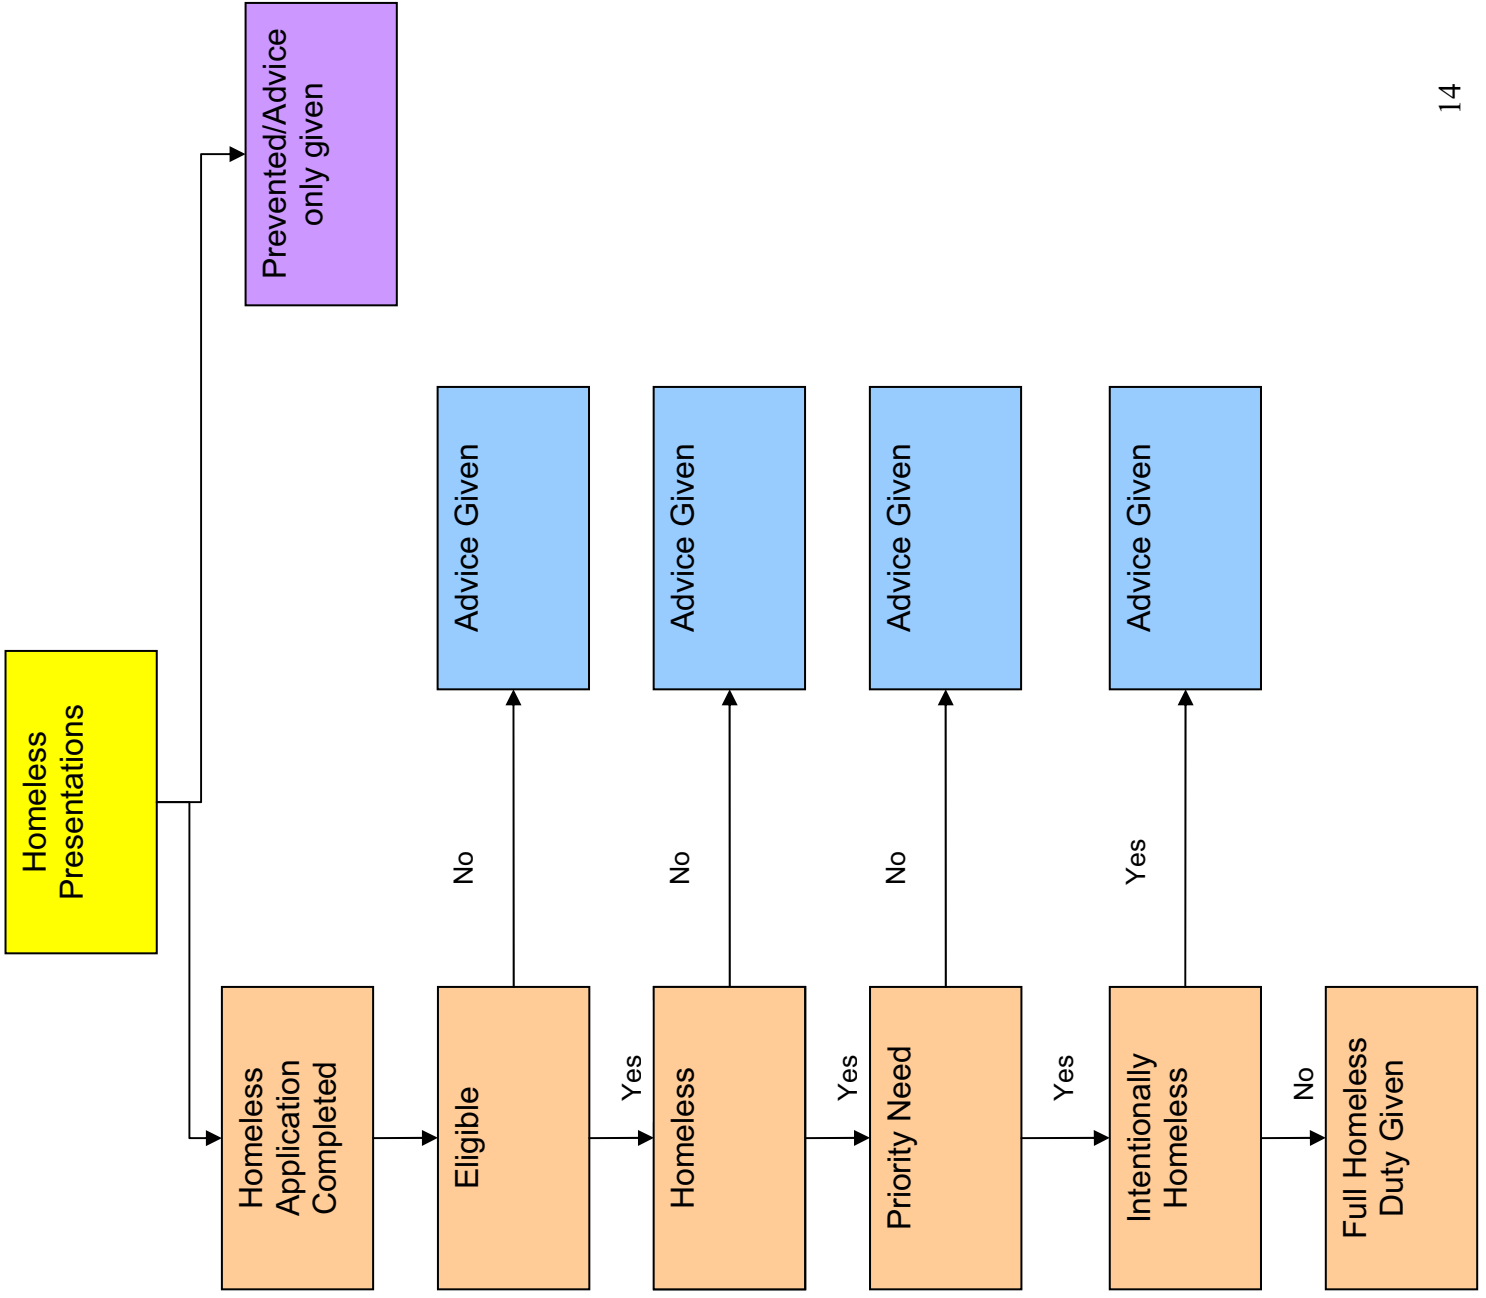 Homeless
Presentations
Prevented/Advice
only given
Homeless
Application
Completed
Eligible
No
Advice Given
Yes
Homeless
No
Advice Given
Yes
Priority Need
No
Advice Given
Yes
Intentionally
Homeless
Yes
Advice Given
No
Full Homeless
Duty Given
14